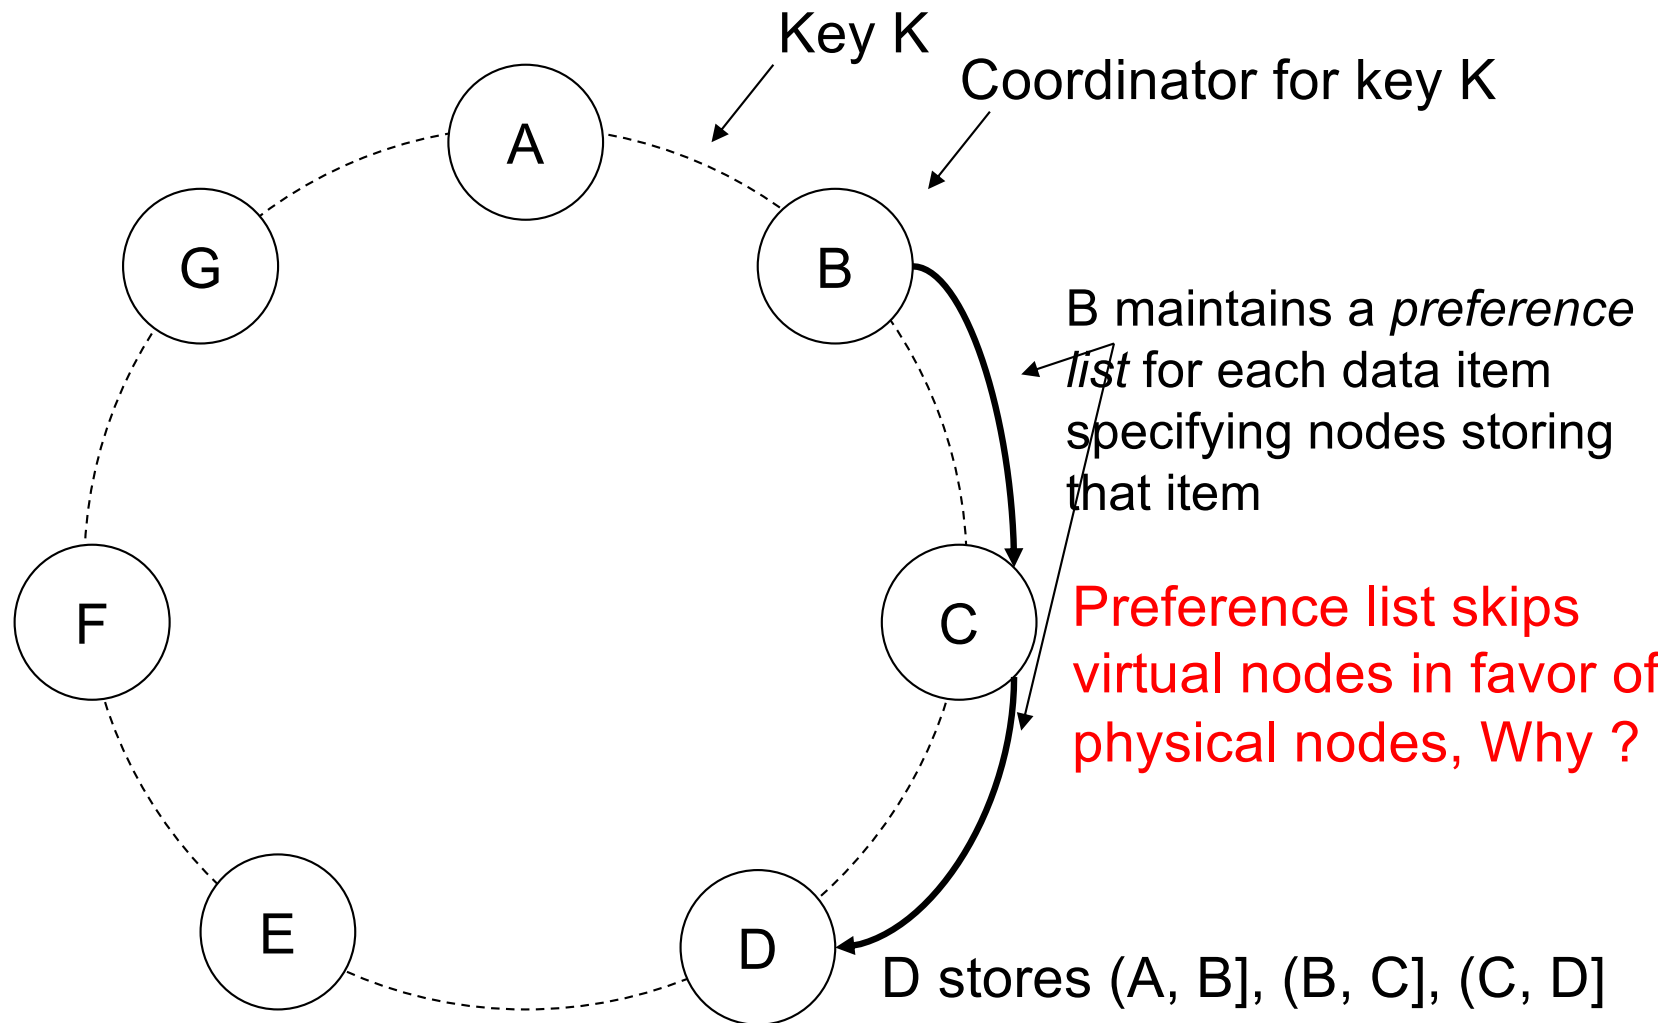 Key K
Coordinator for key K
A
G
B
B maintains a preference
list for each data item
specifying nodes storing
that item
F
C
Preference list skips
virtual nodes in favor of
physical nodes, Why ?
E
D
D stores (A, B], (B, C], (C, D]